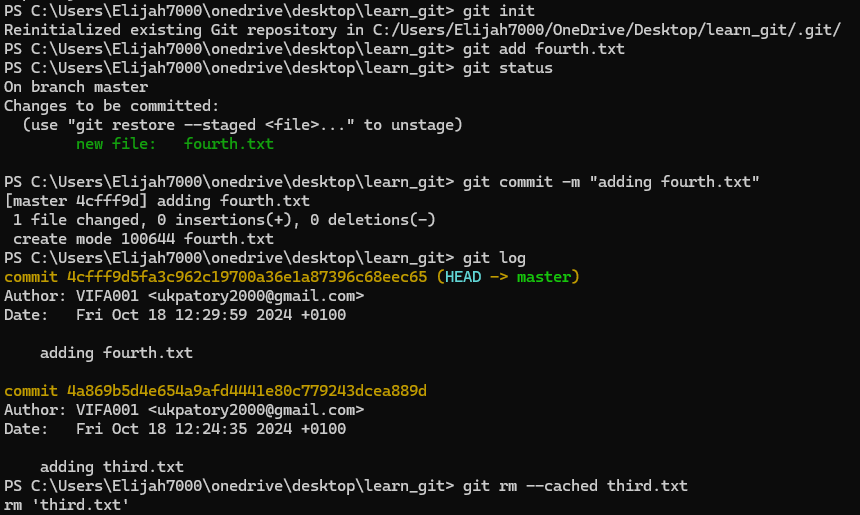 PS C:\Users\Elijah7000\onedrive\desktop\learn_git> git init
Reinitialized existing Git repository in C:/Users/Elijah7000/OneDrive/Desktop/learn_git/.git/
PS C:\Users\Elijah7000\onedrive\desktop\learn_git> git add fourth.txt
PS C:\Users\Elijah7000\onedrive\desktop\learn_git> git status
On branch master
Changes to be committed:
  (use "git restore --staged <file>..." to unstage)
        new file:   fourth.txt
PS C:\Users\Elijah7000\onedrive\desktop\learn_git> git commit -m "adding fourth.txt"
[master 4cfff9d] adding fourth.txt
 1 file changed, 0 insertions(+), 0 deletions(-)
 create mode 100644 fourth.txt
PS C:\Users\Elijah7000\onedrive\desktop\learn_git> git log
commit 4cfff9d5fa3c962c19700a36e1a87396c68eec65 (HEAD -> master)
Author: VIFA001 <ukpatory2000@gmail.com>
Date:   Fri Oct 18 12:29:59 2024 +0100
    adding fourth.txt
commit 4a869b5d4e654a9afd4441e80c779243dcea889d
Author: VIFA001 <ukpatory2000@gmail.com>
Date:   Fri Oct 18 12:24:35 2024 +0100
    adding third.txt
PS C:\Users\Elijah7000\onedrive\desktop\learn_git> git rm --cached third.txt
rm 'third.txt'